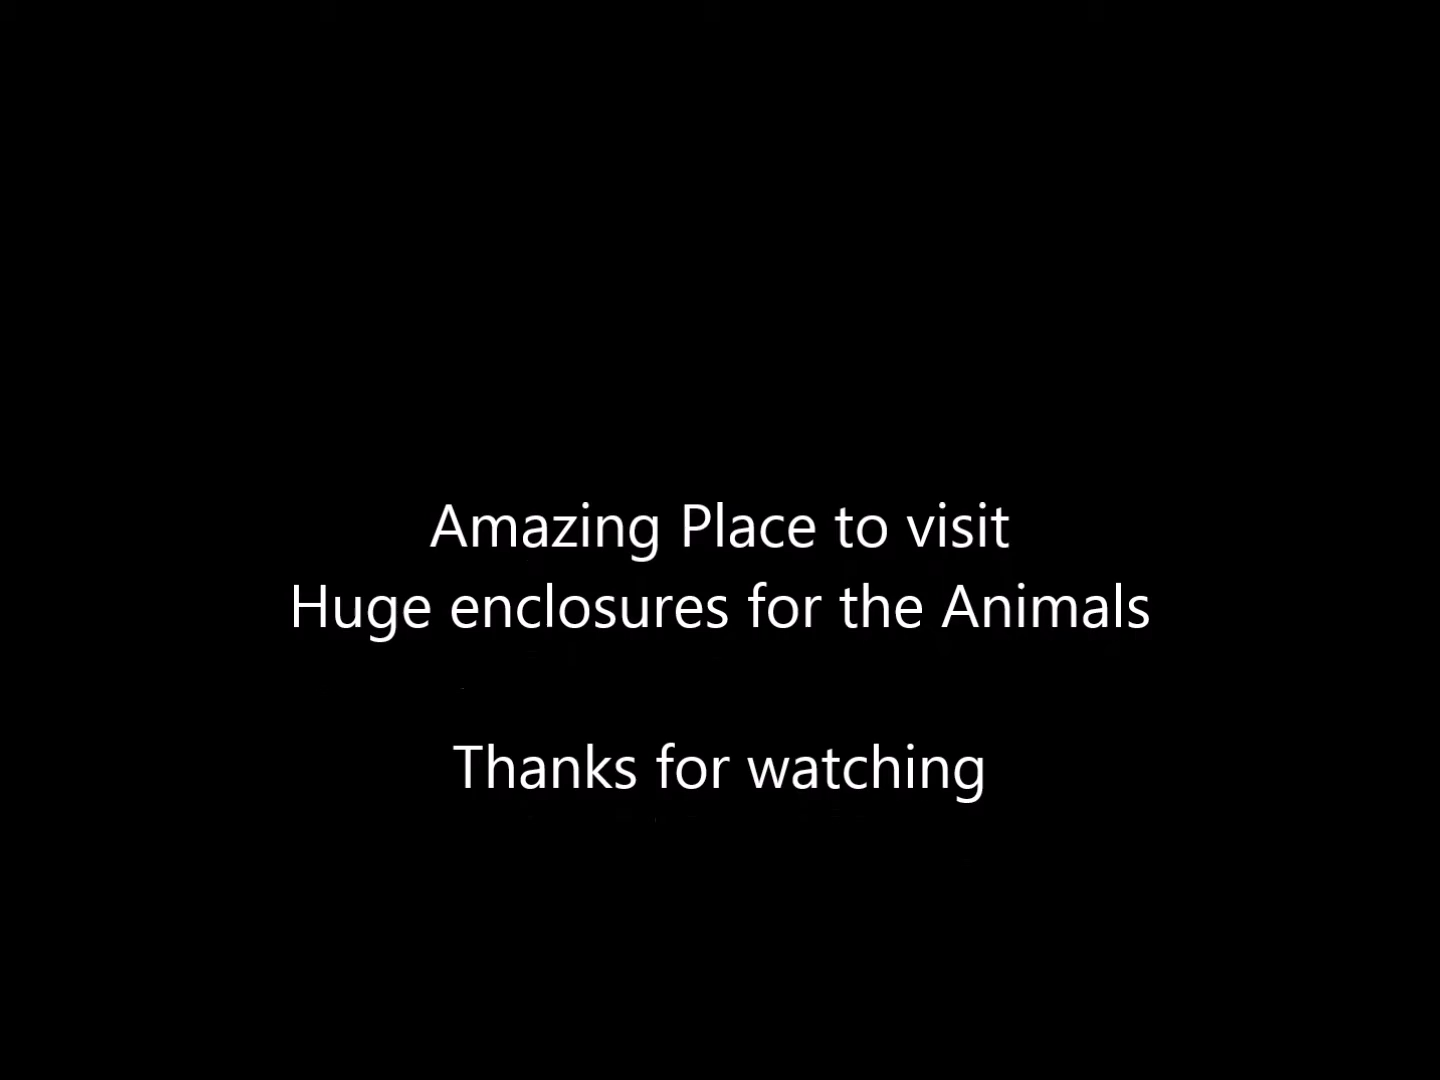 Amazing Place to visit
Huge enclosures for the Animals
Thanks for watching